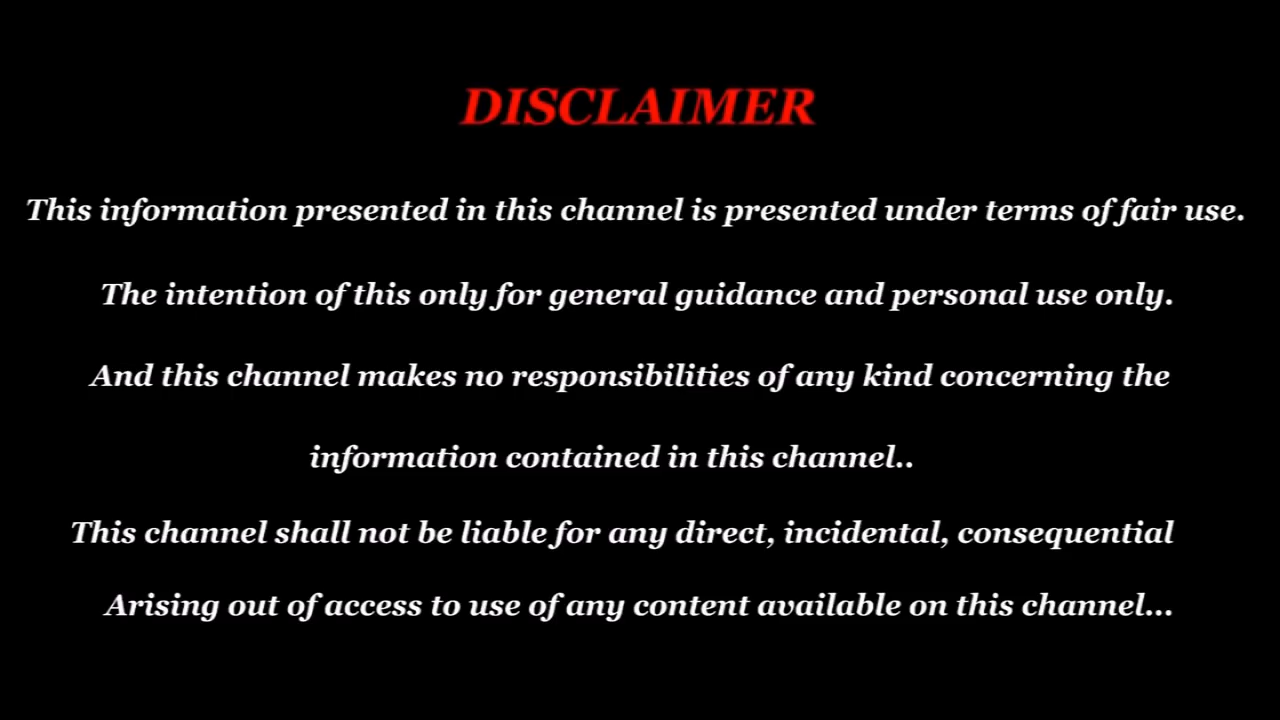 DISCLAIMER
This information presented in this channel is presented under terms of fair use.
The intention of this only for general guidance and personal use only.
And this channel makes no responsibilities of any kind concerning the
information contained in this channel..
This channel shall not be liable for any direct, incidental, consequential
Arising out of access to use of any content available on this channel...